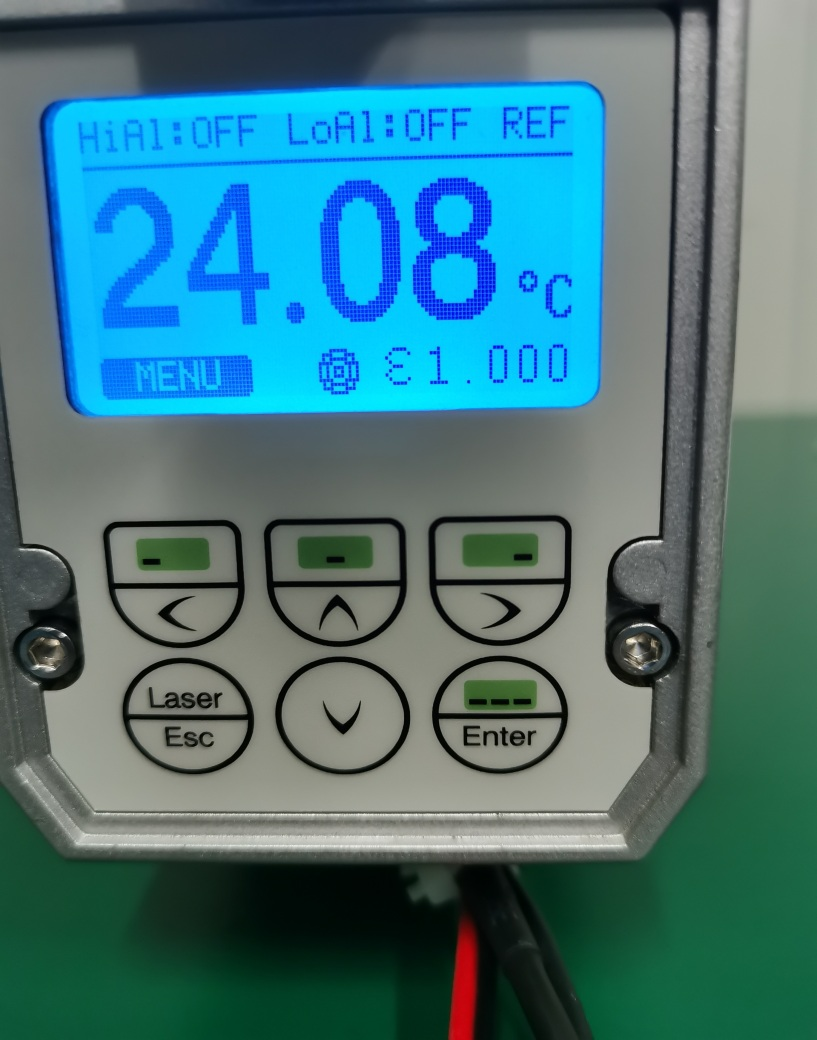 HiAl:OFF LoAl:OFF REF
24.08 °C
MENU ε1.000
Laser
Esc
Enter